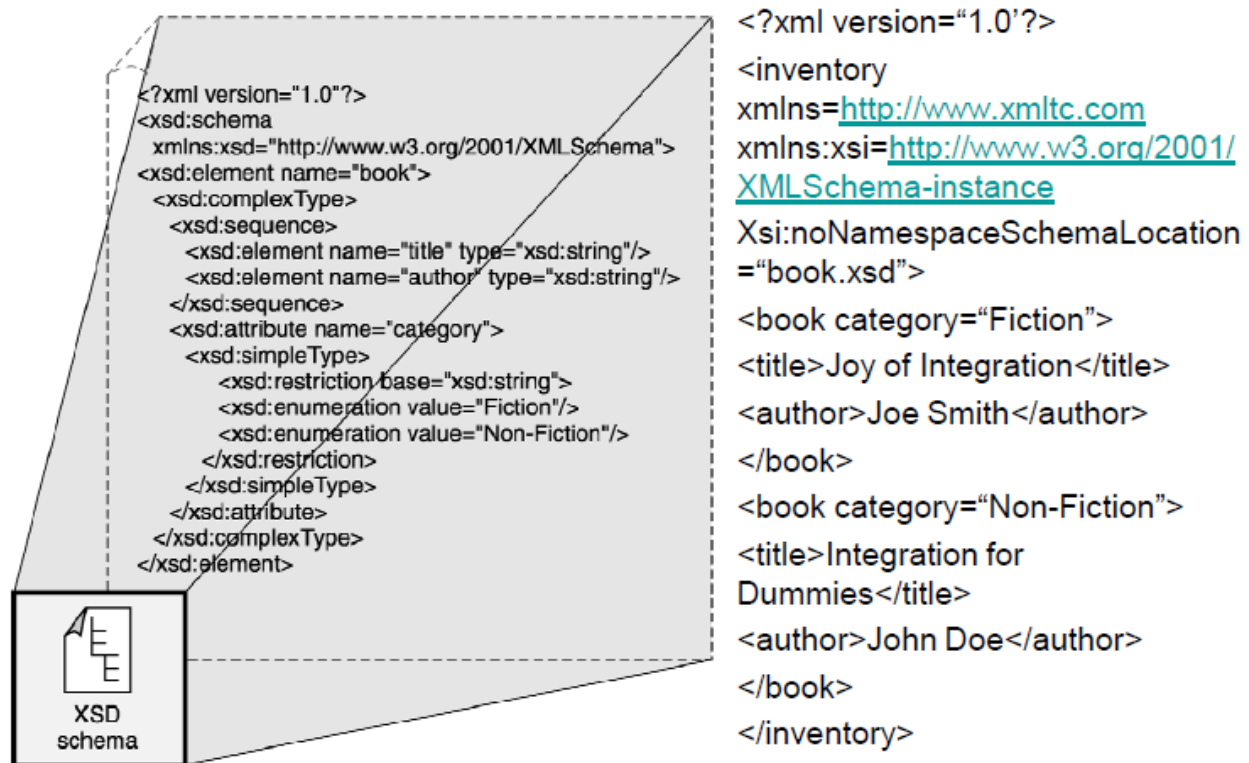 <?xml version="1.0"?>
<xsd:schema
xmlns:xsd="http://www.w3.org/2001/XMLSchema">
<xsd:element name="book">
<xsd:complexType>
<xsd:sequence>
<xsd:element name="title" type="xsd:string"/>
<xsd:element name="author" type="xsd:string"/>
</xsd:sequence>
<xsd:attribute name="category">
<xsd:simpleType>
<xsd:restriction base="xsd:string">
<xsd:enumeration value="Fiction"/>
<xsd:enumeration value="Non-Fiction"/>
</xsd:restriction>
</xsd:simpleType>
</xsd:attribute>
</xsd:complexType>
</xsd:element>
XSD
schema
<?xml version=“1.0’?>
<inventory
xmlns=http://www.xmltc.com
xmlns:xsi=http://www.w3.org/2001/
XMLSchema-instance
Xsi:noNamespaceSchemaLocation
=“book.xsd”>
<book category=“Fiction”>
<title>Joy of Integration</title>
<author>Joe Smith</author>
</book>
<book category=“Non-Fiction”>
<title>Integration for
Dummies</title>
<author>John Doe</author>
</book>
</inventory>